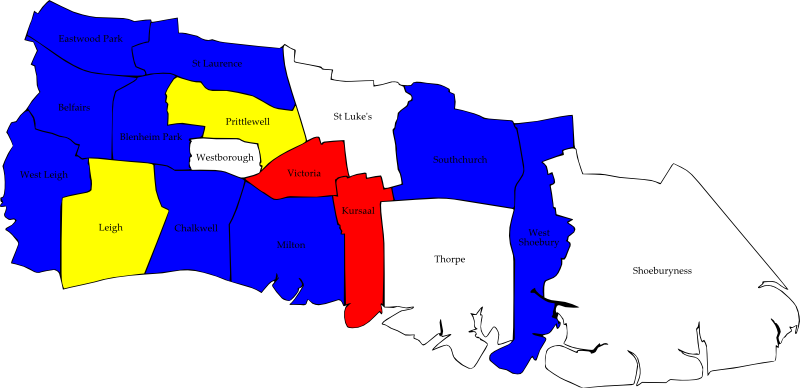 Eastwood Park
St Laurence
Belfairs
Prittlewell
St Luke's
Blenheim Park
Westborough
Southchurch
West Leigh
Victoria
Kursaal
Leigh
Chalkwell
Milton
West
Shoebury
Thorpe
Shoeburyness